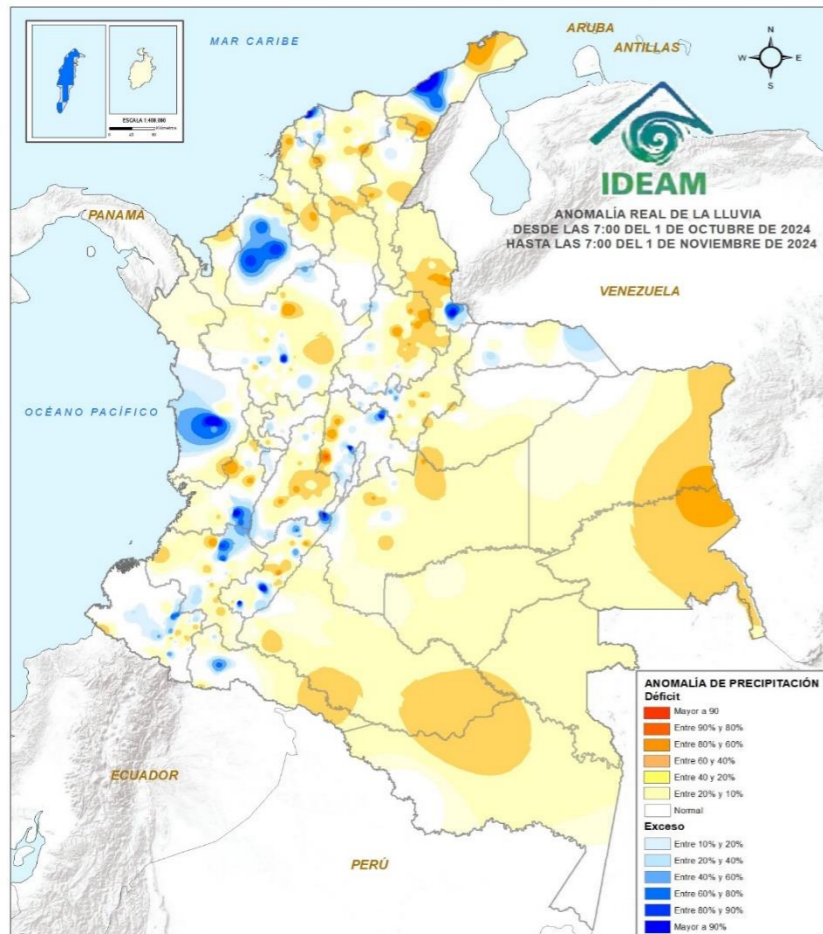 MAR CARIBE
ARUBA
ANTILLAS
N
W
E
S
ESCALA 1:400.000
IDEAM
ANOMALÍA REAL DE LA LLUVIA
DESDE LAS 7:00 DEL 1 DE OCTUBRE DE 2024
HASTA LAS 7:00 DEL 1 DE NOVIEMBRE DE 2024
PANAMÁ
VENEZUELA
OCÉANO PACÍFICO
ECUADOR
PERÚ
ANOMALÍA DE PRECIPITACIÓN
Déficit
Mayor a 90
Entre 90% y 80%
Entre 80% y 60%
Entre 60 y 40%
Entre 40 y 20%
Entre 20% y 10%
Normal
Exceso
Entre 10% y 20%
Entre 20% y 40%
Entre 40% y 60%
Entre 60% y 80%
Entre 80% y 90%
Mayor a 90%